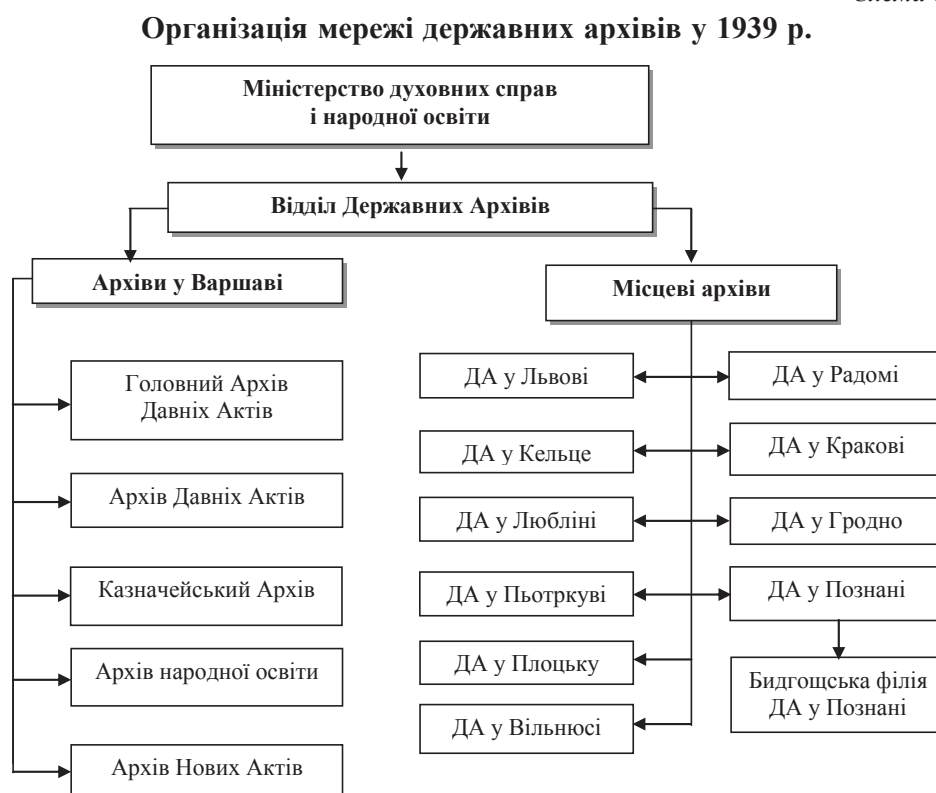 Організація мережі державних архівів у 1939 р.
Міністерство духовних справ
і народної освіти
Відділ Державних Архівів
Архіви у Варшаві
Місцеві архіви
Головний Архів
Давніх Актів
Архів Давніх Актів
Казначейський Архів
Архів народної освіти
Архів Нових Актів
ДА у Львові
ДА у Радомі
ДА у Кельце
ДА у Кракові
ДА у Любліні
ДА у Гродно
ДА у Пьотркуві
ДА у Познані
ДА у Плоцьку
Бидгощська філія
ДА у Познані
ДА у Вільнюсі